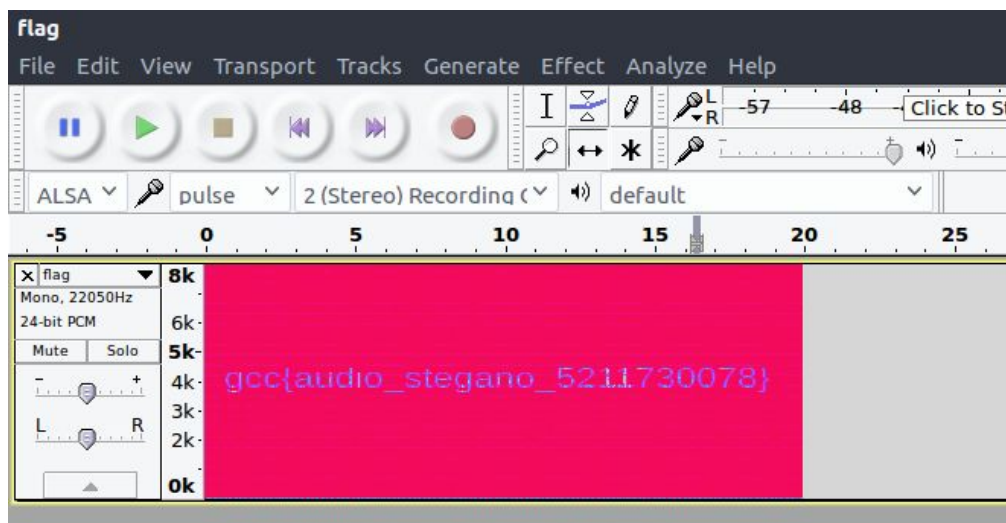 flag
File Edit View Transport Tracks Generate Effect Analyze Help
L
R
-57 -48
Click to S
ALSA
pulse
2 (Stereo) Recording
default
-5 0 5 10 15 20 25
flag
Mono, 22050Hz
24-bit PCM
Mute Solo
- +
L R
8k
6k
5k
4k
3k
2k
0k
gcc{audio_stegano_5211730078}